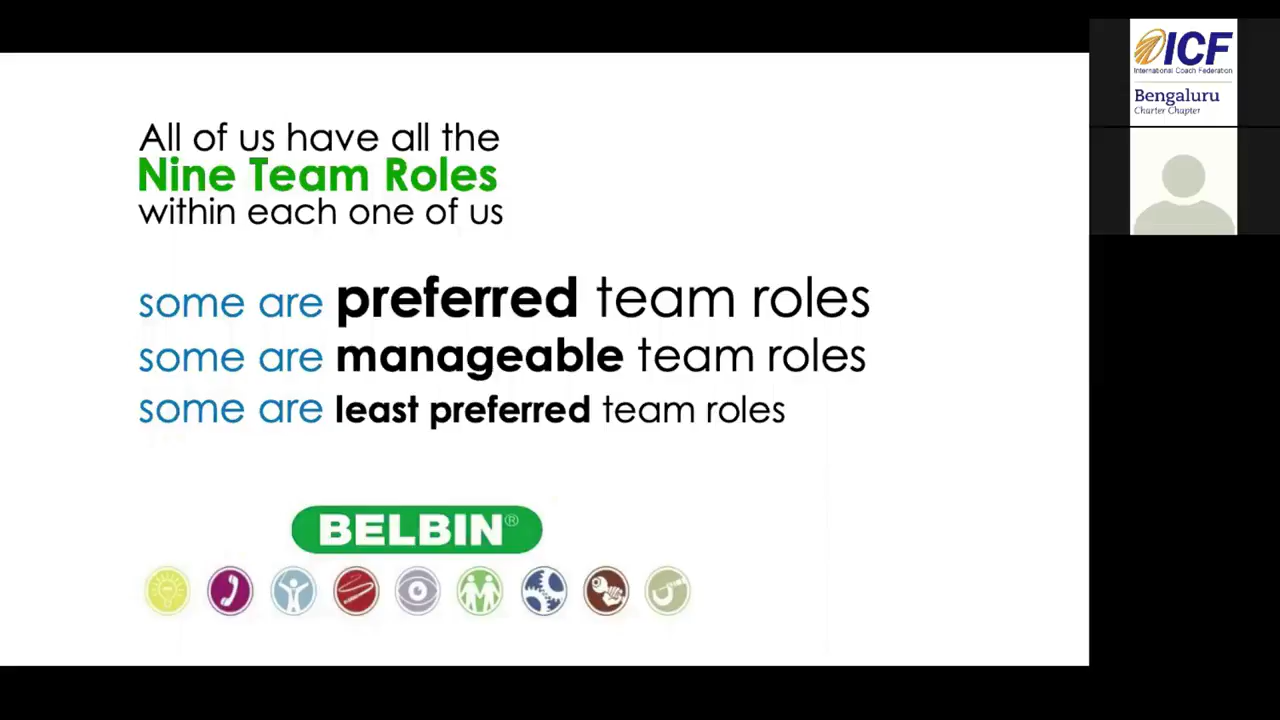 All of us have all the
Nine Team Roles
within each one of us
some are preferred team roles
some are manageable team roles
some are least preferred team roles
BELBIN®
ICF
International Coach Federation
Bengaluru
Charter Chapter